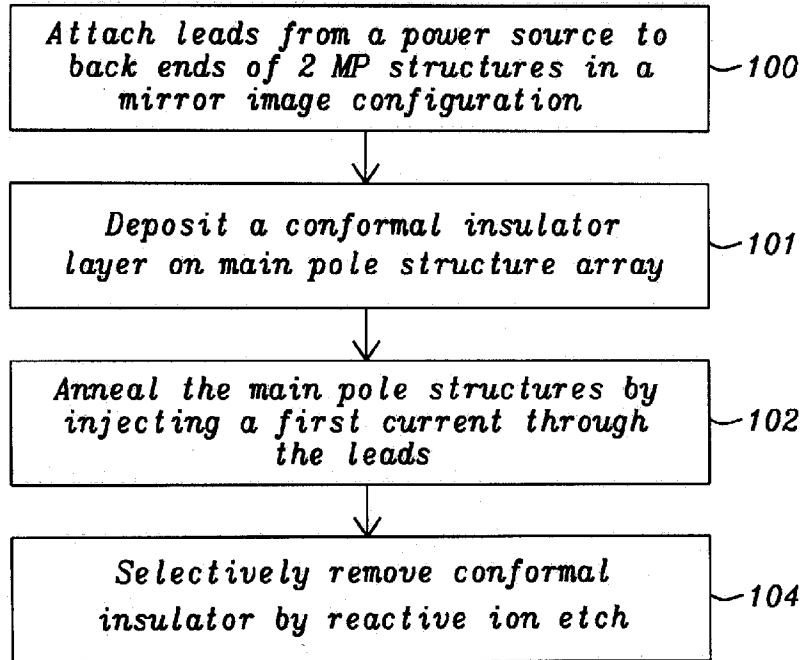 Attach leads from a power source to
back ends of 2 MP structures in a
mirror image configuration
100
Deposit a conformal insulator
layer on main pole structure array
101
Anneal the main pole structures by
injecting a first current through
the leads
102
Selectively remove conformal
insulator by reactive ion etch
104